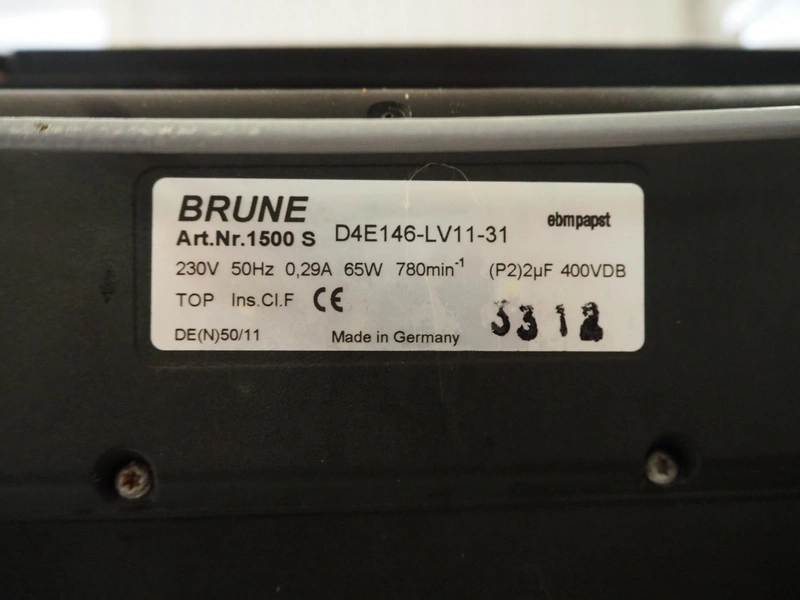 BRUNE
ebmpapst
Art.Nr.1500 S D4E146-LV11-31
230V 50Hz 0,29A 65W 780min-1 (P2)2µF 400VDB
TOP Ins.Cl.F CE
3312
DE(N)50/11 Made in Germany